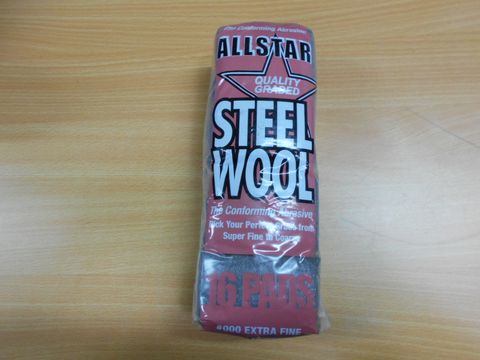 The Conforming Abrasive
ALLSTAR
QUALITY
GRADED
STEEL
WOOL
The Conforming Abrasive
Pick Your Perfect Grade from
Super Fine to Coarse
16 PADS
#000 EXTRA FINE